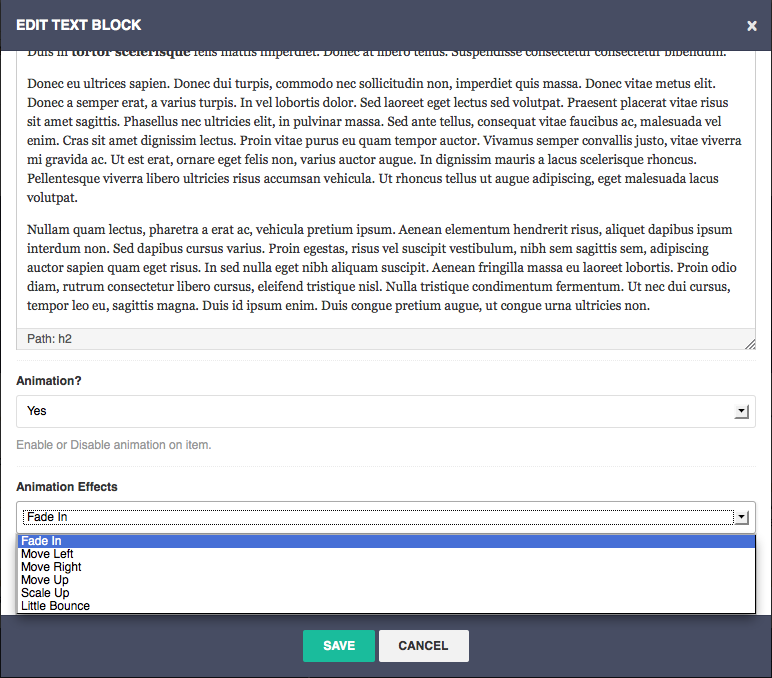 EDIT TEXT BLOCK
x
Duis in tortor scelerisque felis mattis imperdiet. Donec at libero tellus. Suspendisse consectetur consectetur bibendum.
Donec eu ultrices sapien. Donec dui turpis, commodo nec sollicitudin non, imperdiet quis massa. Donec vitae metus elit.
Donec a semper erat, a varius turpis. In vel lobortis dolor. Sed laoreet eget lectus sed volutpat. Praesent placerat vitae risus
sit amet sagittis. Phasellus nec ultricies elit, in pulvinar massa. Sed ante tellus, consequat vitae faucibus ac, malesuada vel
enim. Cras sit amet dignissim lectus. Proin vitae purus eu quam tempor auctor. Vivamus semper convallis justo, vitae viverra
mi gravida ac. Ut est erat, ornare eget felis non, varius auctor augue. In dignissim mauris a lacus scelerisque rhoncus.
Pellentesque viverra libero ultricies risus accumsan vehicula. Ut rhoncus tellus ut augue adipiscing, eget malesuada lacus
volutpat.
Nullam quam lectus, pharetra a erat ac, vehicula pretium ipsum. Aenean elementum hendrerit risus, aliquet dapibus ipsum
interdum non. Sed dapibus cursus varius. Proin egestas, risus vel suscipit vestibulum, nibh sem sagittis sem, adipiscing
auctor sapien quam eget risus. In sed nulla eget nibh aliquam suscipit. Aenean fringilla massa eu laoreet lobortis. Proin odio
diam, rutrum consectetur libero cursus, eleifend tristique nisl. Nulla tristique condimentum fermentum. Ut nec dui cursus,
tempor leo eu, sagittis magna. Duis id ipsum enim. Duis congue pretium augue, ut congue urna ultricies non.
Path: h2
Animation?
Yes
Enable or Disable animation on item.
Animation Effects
Fade In
Fade In
Move Left
Move Right
Move Up
Scale Up
Little Bounce
SAVE CANCEL